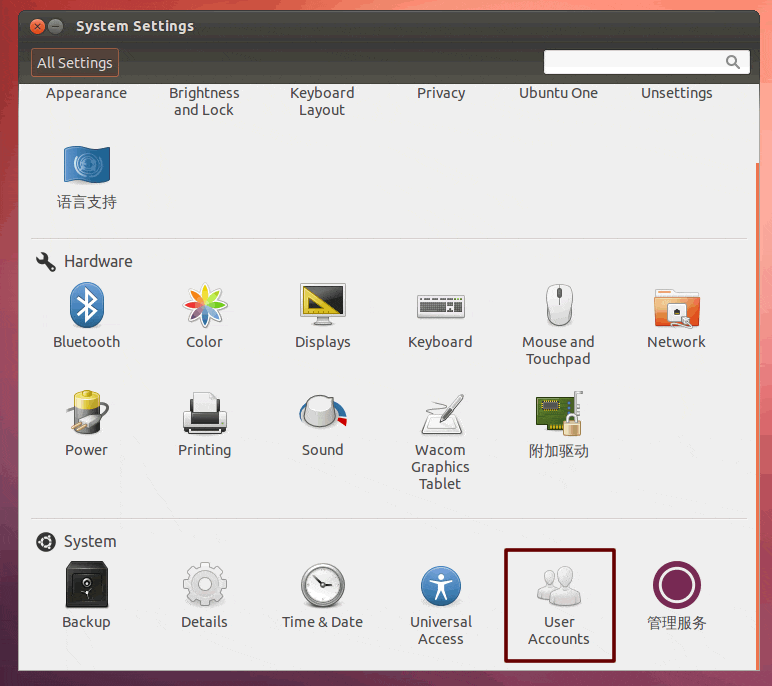 System Settings
All Settings
Appearance
Brightness
and Lock
Keyboard
Layout
Privacy
Ubuntu One
Unsettings
语言支持
Hardware
Bluetooth
Color
Displays
Keyboard
Mouse and
Touchpad
Network
Power
Printing
Sound
Wacom
Graphics
Tablet
附加驱动
System
Backup
Details
Time & Date
Universal
Access
User
Accounts
管理服务